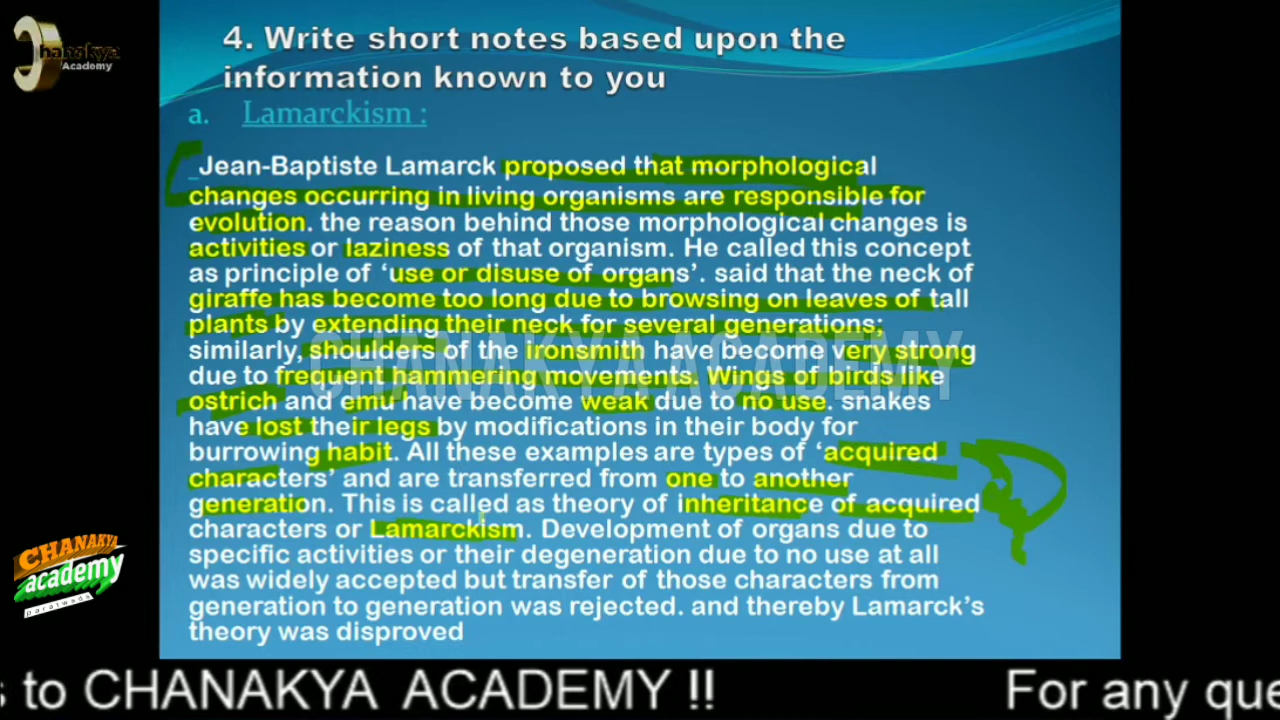 Chanakya
Academy
4. Write short notes based upon the
information known to you
a. Lamarckism :
_Jean-Baptiste Lamarck proposed that morphological
changes occurring in living organisms are responsible for
evolution. the reason behind those morphological changes is
activities or laziness of that organism. He called this concept
as principle of ‘use or disuse of organs’. said that the neck of
giraffe has become too long due to browsing on leaves of tall
plants by extending their neck for several generations;
similarly, shoulders of the ironsmith have become very strong
due to frequent hammering movements. Wings of birds like
ostrich and emu have become weak due to no use. snakes
have lost their legs by modifications in their body for
burrowing habit. All these examples are types of ‘acquired
characters’ and are transferred from one to another
generation. This is called as theory of inheritance of acquired
characters or Lamarckism. Development of organs due to
specific activities or their degeneration due to no use at all
was widely accepted but transfer of those characters from
generation to generation was rejected. and thereby Lamarck’s
theory was disproved
CHANAKYA ACADEMY
CHANAKYA
academy
paratwada
s to CHANAKYA ACADEMY !! For any que